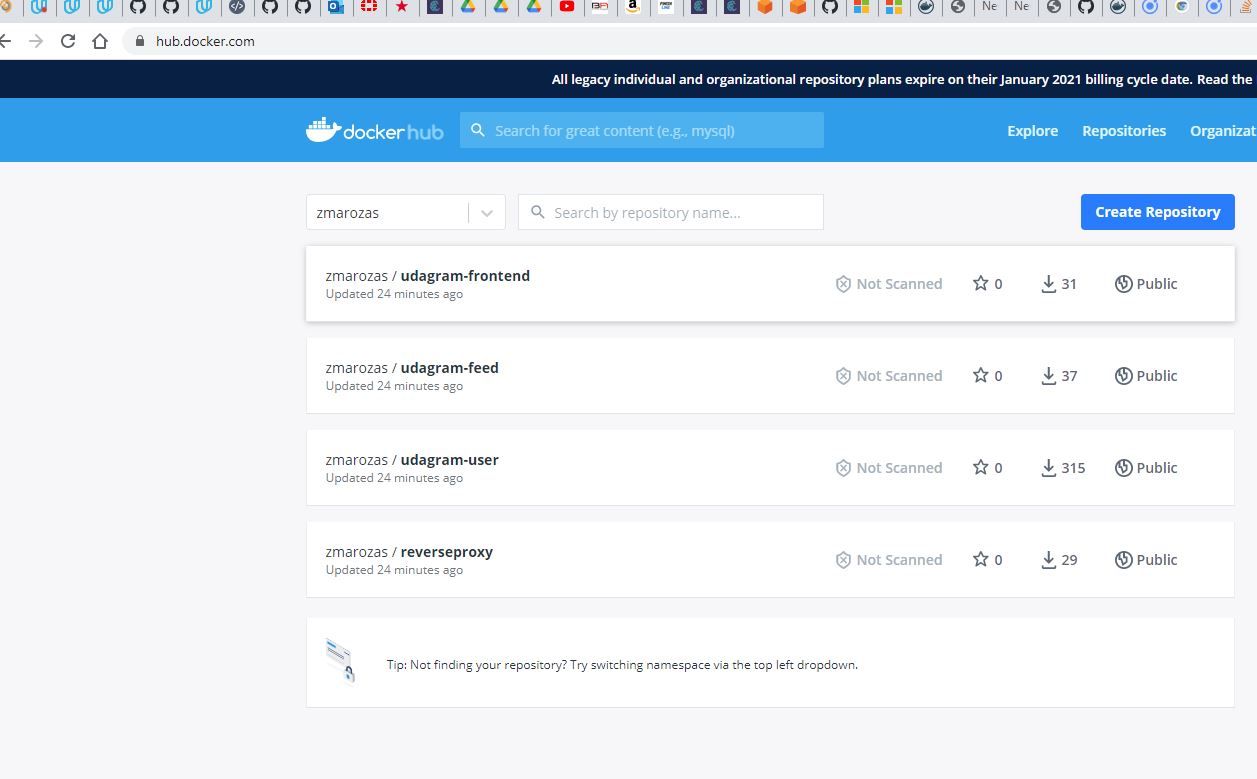 Ne
Ne
hub.docker.com
All legacy individual and organizational repository plans expire on their January 2021 billing cycle date. Read the
docker hub
Search for great content (e.g., mysql)
Explore
Repositories
Organizat
zmarozas
Search by repository name...
Create Repository
zmarozas / udagram-frontend
Updated 24 minutes ago
Not Scanned
0
31
Public
zmarozas / udagram-feed
Updated 24 minutes ago
Not Scanned
0
37
Public
zmarozas / udagram-user
Updated 24 minutes ago
Not Scanned
0
315
Public
zmarozas / reverseproxy
Updated 24 minutes ago
Not Scanned
0
29
Public
Tip: Not finding your repository? Try switching namespace via the top left dropdown.